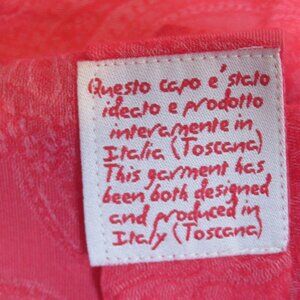 Questo capo e' stato
ideato e prodotto
interamente in
Italia (Toscana)
This garment has
been both designed
and produced in
Italy (Toscana)